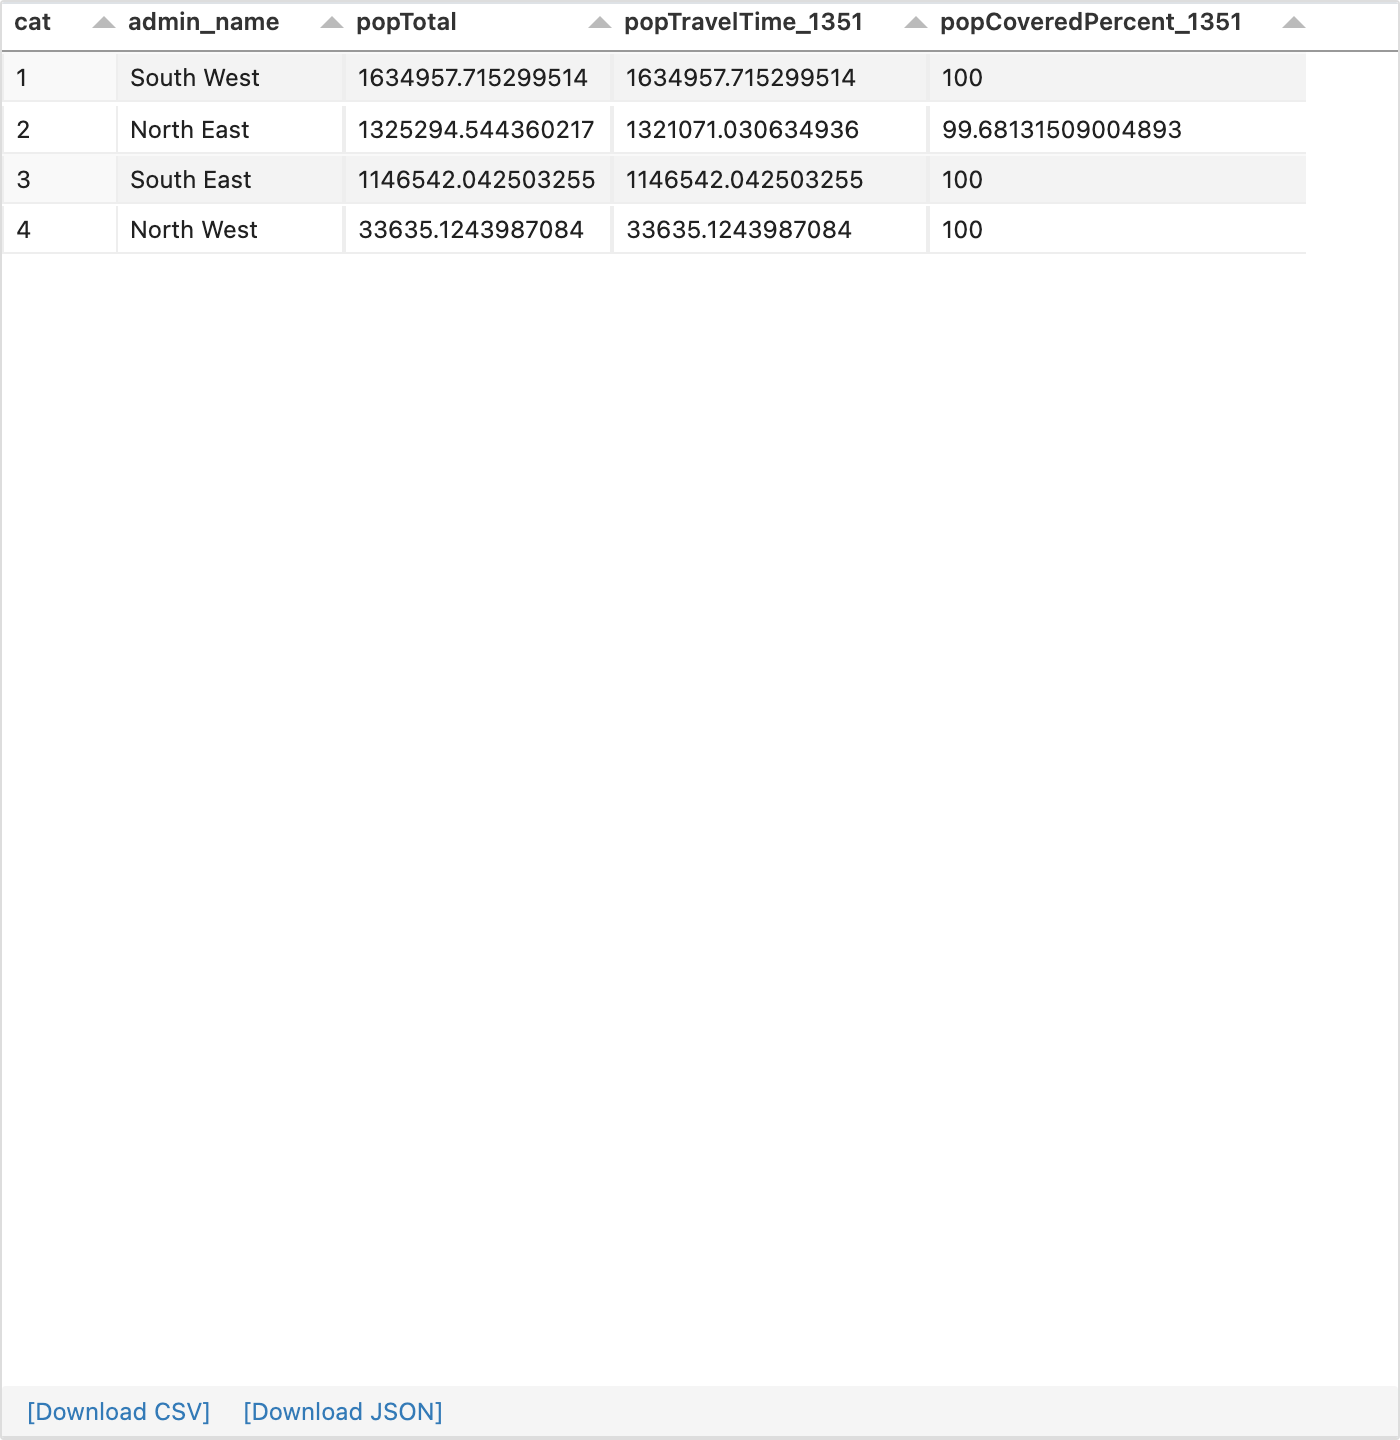 cat admin_name popTotal popTravelTime_1351 popCoveredPercent_1351
1 South West 1634957.715299514 1634957.715299514 100
2 North East 1325294.544360217 1321071.030634936 99.68131509004893
3 South East 1146542.042503255 1146542.042503255 100
4 North West 33635.1243987084 33635.1243987084 100
[Download CSV] [Download JSON]